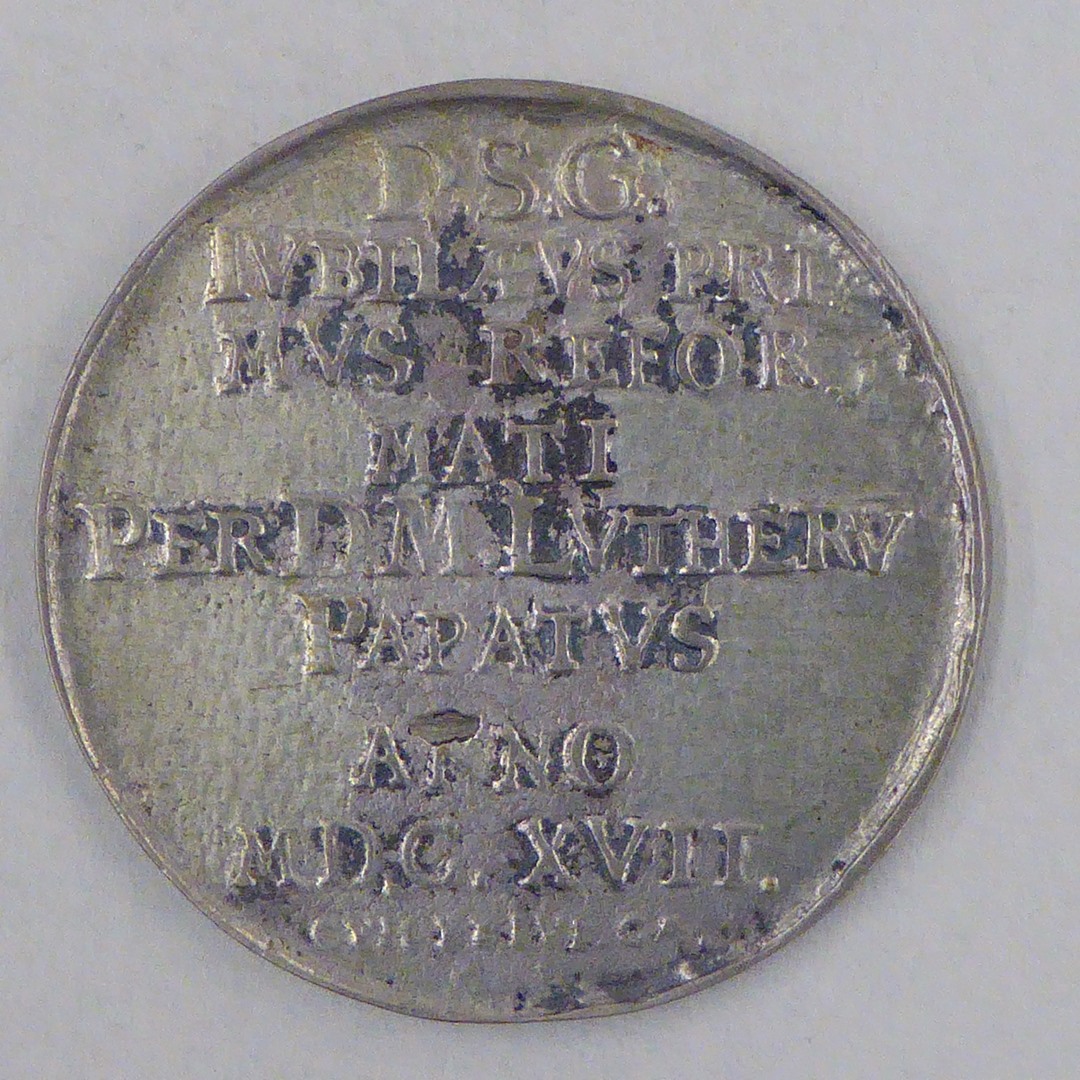 D.S.G.
IVBILÆVS PRI
MVS REFOR
MATI
PER D M LVTHERV
PAPATVS
ANNO
M.D.C. XVII.